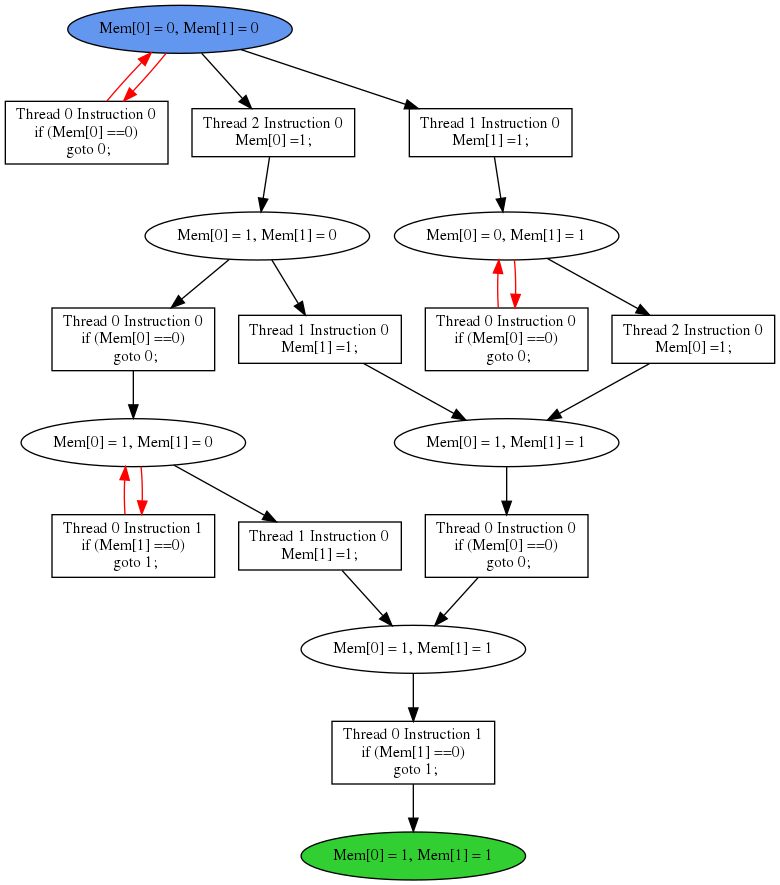 Mem[0] = 0, Mem[1] = 0
Thread 0 Instruction 0
if (Mem[0] ==0)
goto 0;
Thread 2 Instruction 0
Mem[0] =1;
Thread 1 Instruction 0
Mem[1] =1;
Mem[0] = 1, Mem[1] = 0
Mem[0] = 0, Mem[1] = 1
Thread 0 Instruction 0
if (Mem[0] ==0)
goto 0;
Thread 1 Instruction 0
Mem[1] =1;
Thread 0 Instruction 0
if (Mem[0] ==0)
goto 0;
Thread 2 Instruction 0
Mem[0] =1;
Mem[0] = 1, Mem[1] = 0
Mem[0] = 1, Mem[1] = 1
Thread 0 Instruction 1
if (Mem[1] ==0)
goto 1;
Thread 1 Instruction 0
Mem[1] =1;
Thread 0 Instruction 0
if (Mem[0] ==0)
goto 0;
Mem[0] = 1, Mem[1] = 1
Thread 0 Instruction 1
if (Mem[1] ==0)
goto 1;
Mem[0] = 1, Mem[1] = 1